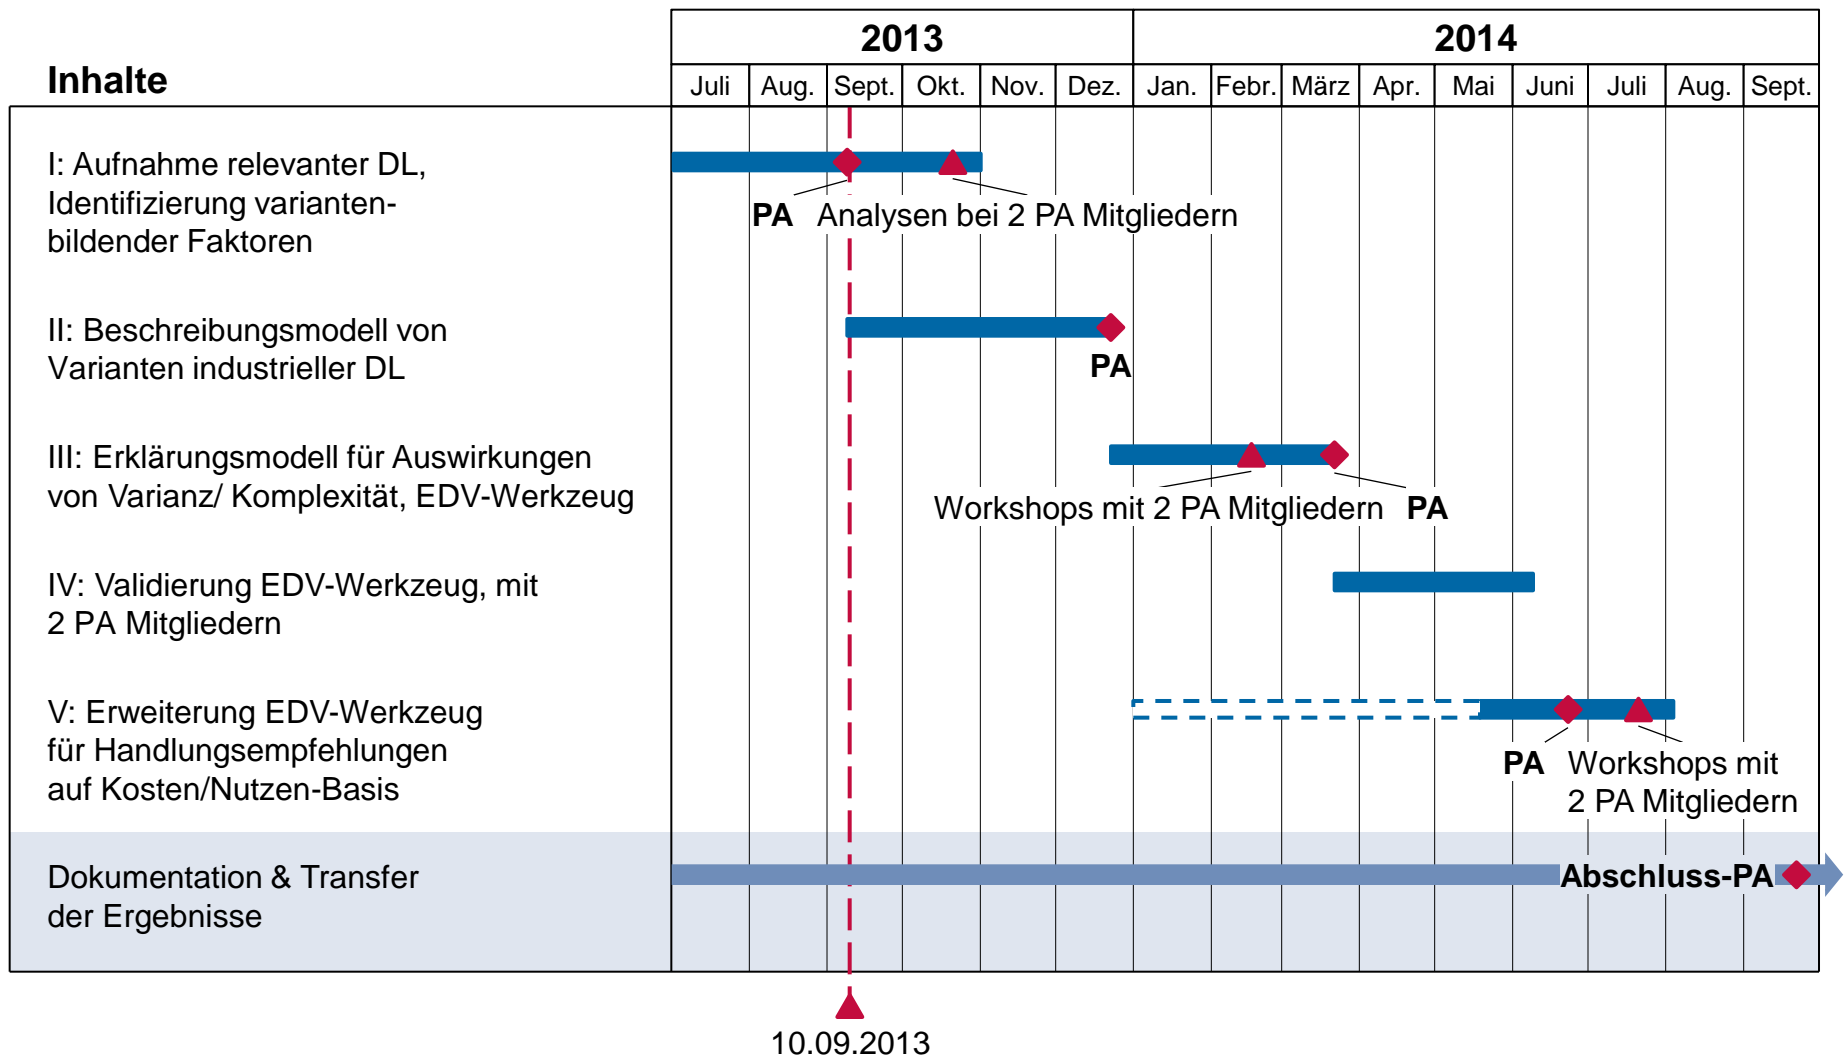 2013
2014
Inhalte
Juli Aug. Sept. Okt. Nov. Dez. Jan. Febr. März Apr. Mai Juni Juli Aug. Sept.
I: Aufnahme relevanter DL,
Identifizierung varianten-
bildender Faktoren
PA Analysen bei 2 PA Mitgliedern
II: Beschreibungsmodell von
Varianten industrieller DL
PA
III: Erklärungsmodell für Auswirkungen
von Varianz/ Komplexität, EDV-Werkzeug
Workshops mit 2 PA Mitgliedern PA
IV: Validierung EDV-Werkzeug, mit
2 PA Mitgliedern
V: Erweiterung EDV-Werkzeug
für Handlungsempfehlungen
auf Kosten/Nutzen-Basis
PA Workshops mit
2 PA Mitgliedern
Dokumentation & Transfer
der Ergebnisse
Abschluss-PA
10.09.2013